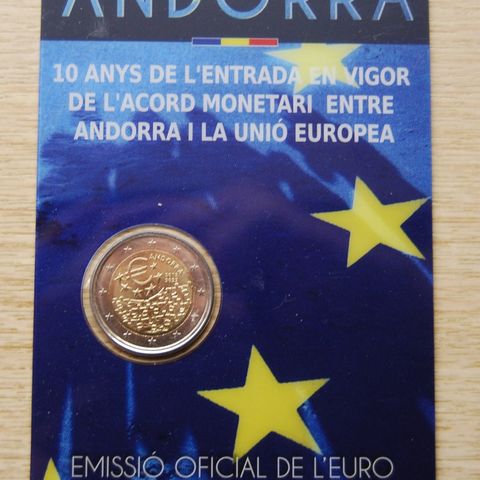 ANDORRA
10 ANYS DE L'ENTRADA EN VIGOR
DE L'ACORD MONETARI ENTRE
ANDORRA I LA UNIÓ EUROPEA
ANDORRA
EMISSIÓ OFICIAL DE L'EURO